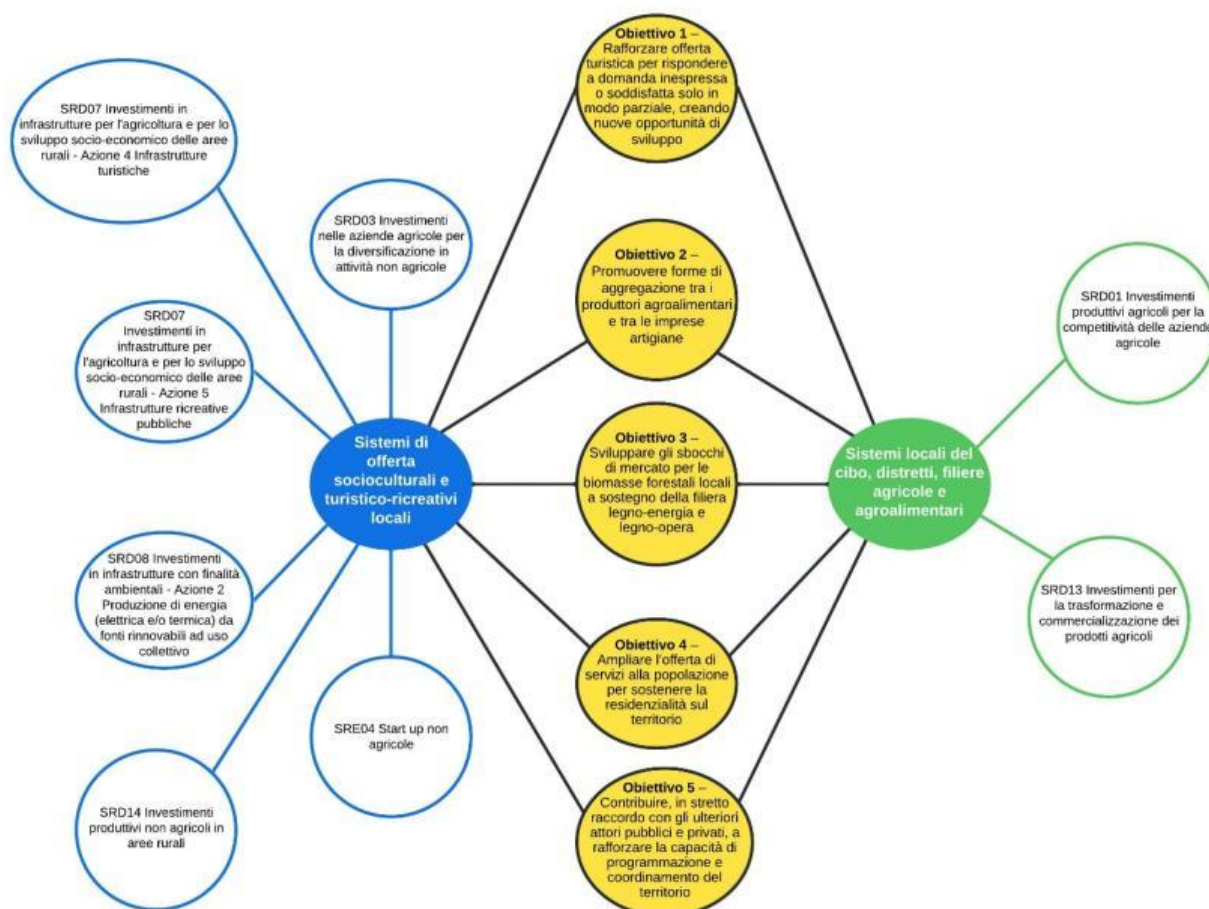 SRD07 Investimenti in
infrastrutture per l'agricoltura e per lo
sviluppo socio-economico delle aree
rurali - Azione 4 Infrastrutture
turistiche
SRD03 Investimenti
nelle aziende agricole per
la diversificazione in
attività non agricole
SRD07
Investimenti in
infrastrutture per
l'agricoltura e per lo sviluppo
socio-economico delle aree
rurali - Azione 5
Infrastrutture ricreative
pubbliche
Sistemi di
offerta
socioculturali e
turistico-ricreativi
locali
SRD08 Investimenti
in infrastrutture con finalità
ambientali - Azione 2
Produzione di energia
(elettrica e/o termica) da
fonti rinnovabili ad uso
collettivo
SRE04 Start up non
agricole
SRD14 Investimenti
produttivi non agricoli in
aree rurali
Obiettivo 1 –
Rafforzare offerta
turistica per rispondere
a domanda inespressa
o soddisfatta solo in
modo parziale, creando
nuove opportunità di
sviluppo
Obiettivo 2 –
Promuovere forme di
aggregazione tra i
produttori agroalimentari
e tra le imprese
artigiane
Obiettivo 3 –
Sviluppare gli sbocchi
di mercato per le
biomasse forestali locali
a sostegno della filiera
legno-energia e
legno-opera
Obiettivo 4 –
Ampliare l'offerta di
servizi alla popolazione
per sostenere la
residenzialità sul
territorio
Obiettivo 5 –
Contribuire, in stretto
raccordo con gli ulteriori
attori pubblici e privati, a
rafforzare la capacità di
programmazione e
coordinamento del
territorio
Sistemi locali del
cibo, distretti, filiere
agricole e
agroalimentari
SRD01 Investimenti
produttivi agricoli per la
competitività delle aziende
agricole
SRD13 Investimenti per
la trasformazione e
commercializzazione dei
prodotti agricoli